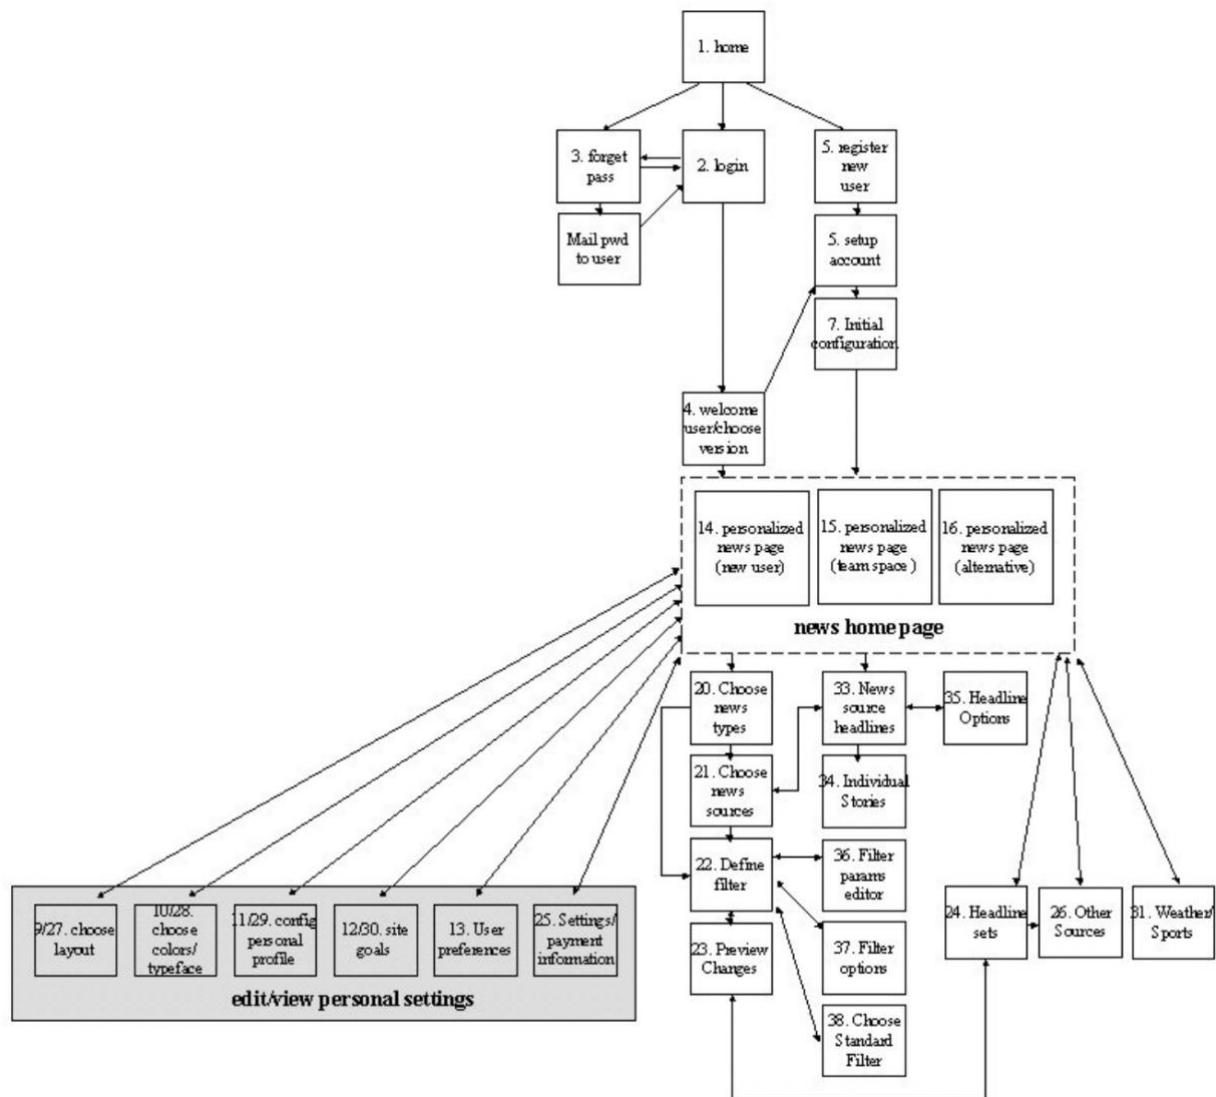 1. home
3. forget
pass
2. login
5. register
new
user
Mail pwd
to user
5. setup
account
7. Initial
configuration.
4. welcome
user/choose
version
14. personalized
news page
(new user)
15. personalized
news page
(team space)
16. personalized
news page
(alternative)
news home page
20. Choose
news
types
33. News
source
headlines
35. Headline
Options
21. Choose
news
sources
34. Individual
Stories
22. Define
filter
36. Filter
params
editor
9/27. choose
layout
10/28.
choose
colors/
typeface
11/29. config
personal
profile
12/30. site
goals
13. User
preferences
25. Settings/
payment
information
edit/view personal settings
23. Preview
Changes
37. Filter
options
24. Headline
sets
26. Other
Sources
31. Weather/
Sports
38. Choose
Standard
Filter